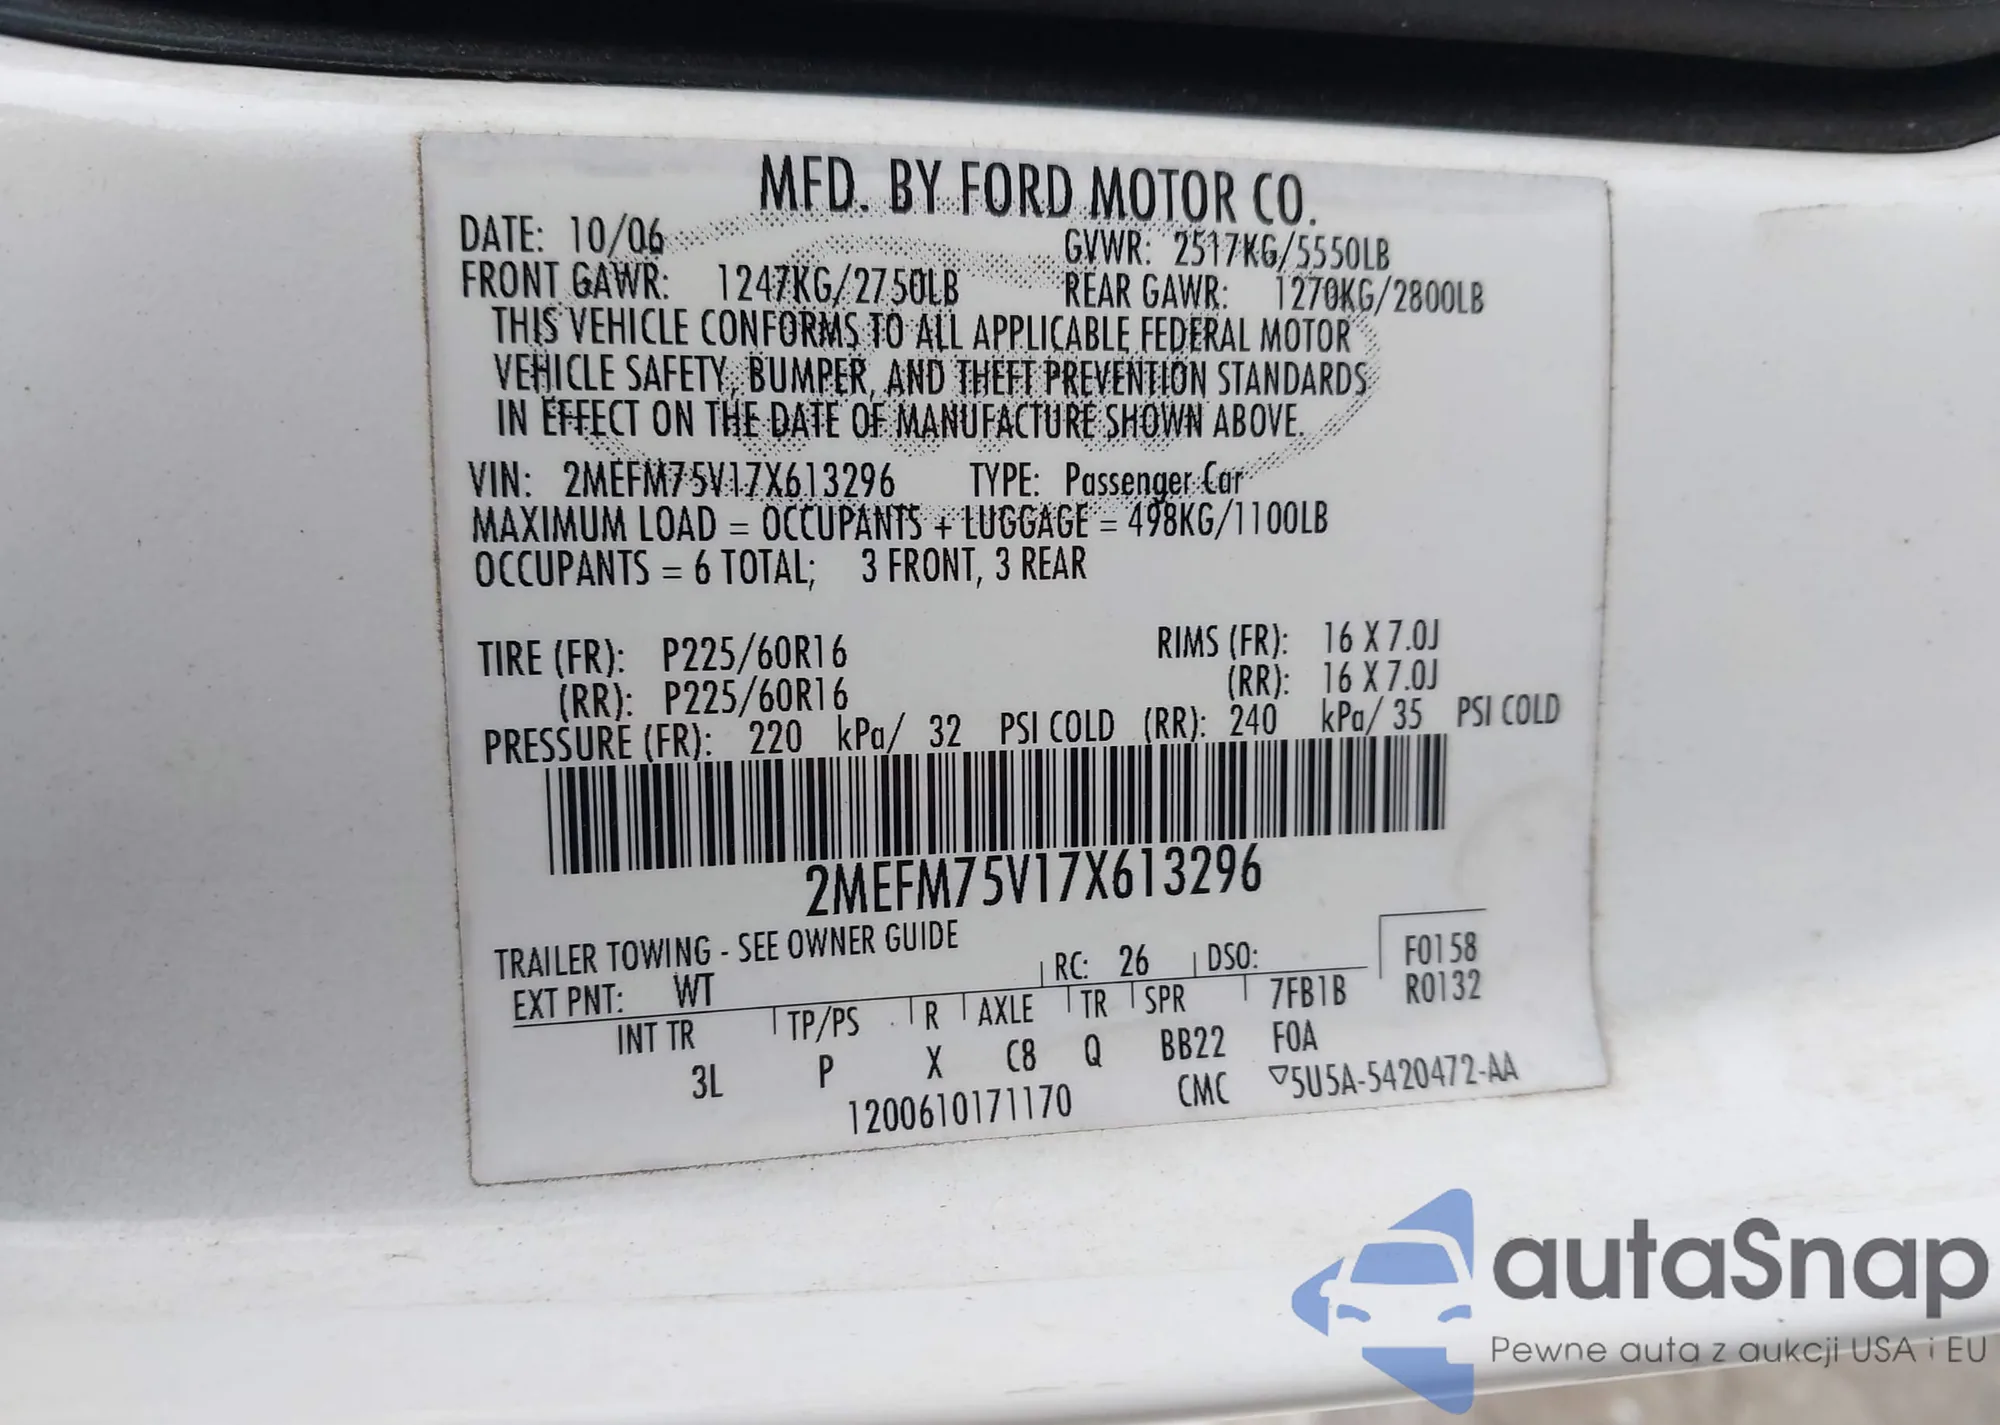 MFD. BY FORD MOTOR CO.
DATE: 10/06 GVWR: 2517KG/5550LB
FRONT GAWR: 1247KG/2750LB REAR GAWR: 1270KG/2800LB
THIS VEHICLE CONFORMS TO ALL APPLICABLE FEDERAL MOTOR
VEHICLE SAFETY, BUMPER, AND THEFT PREVENTION STANDARDS
IN EFFECT ON THE DATE OF MANUFACTURE SHOWN ABOVE.
VIN: 2MEFM75V17X613296 TYPE: Passenger Car
MAXIMUM LOAD = OCCUPANTS + LUGGAGE = 498KG/1100LB
OCCUPANTS = 6 TOTAL; 3 FRONT, 3 REAR
TIRE (FR): P225/60R16 RIMS (FR): 16 X 7.0J
(RR): P225/60R16 (RR): 16 X 7.0J
PRESSURE (FR): 220 kPa/ 32 PSI COLD (RR): 240 kPa/ 35 PSI COLD
2MEFM75V17X613296
TRAILER TOWING - SEE OWNER GUIDE
EXT PNT: WT RC: 26 DSO: F0158
INT TR TP/PS R AXLE TR SPR 7FB1B R0132
3L P X C8 Q BB22 F0A
1200610171170 CMC ▽5U5A-5420472-AA
autaSnap
Pewne auta z aukcji USA i EU